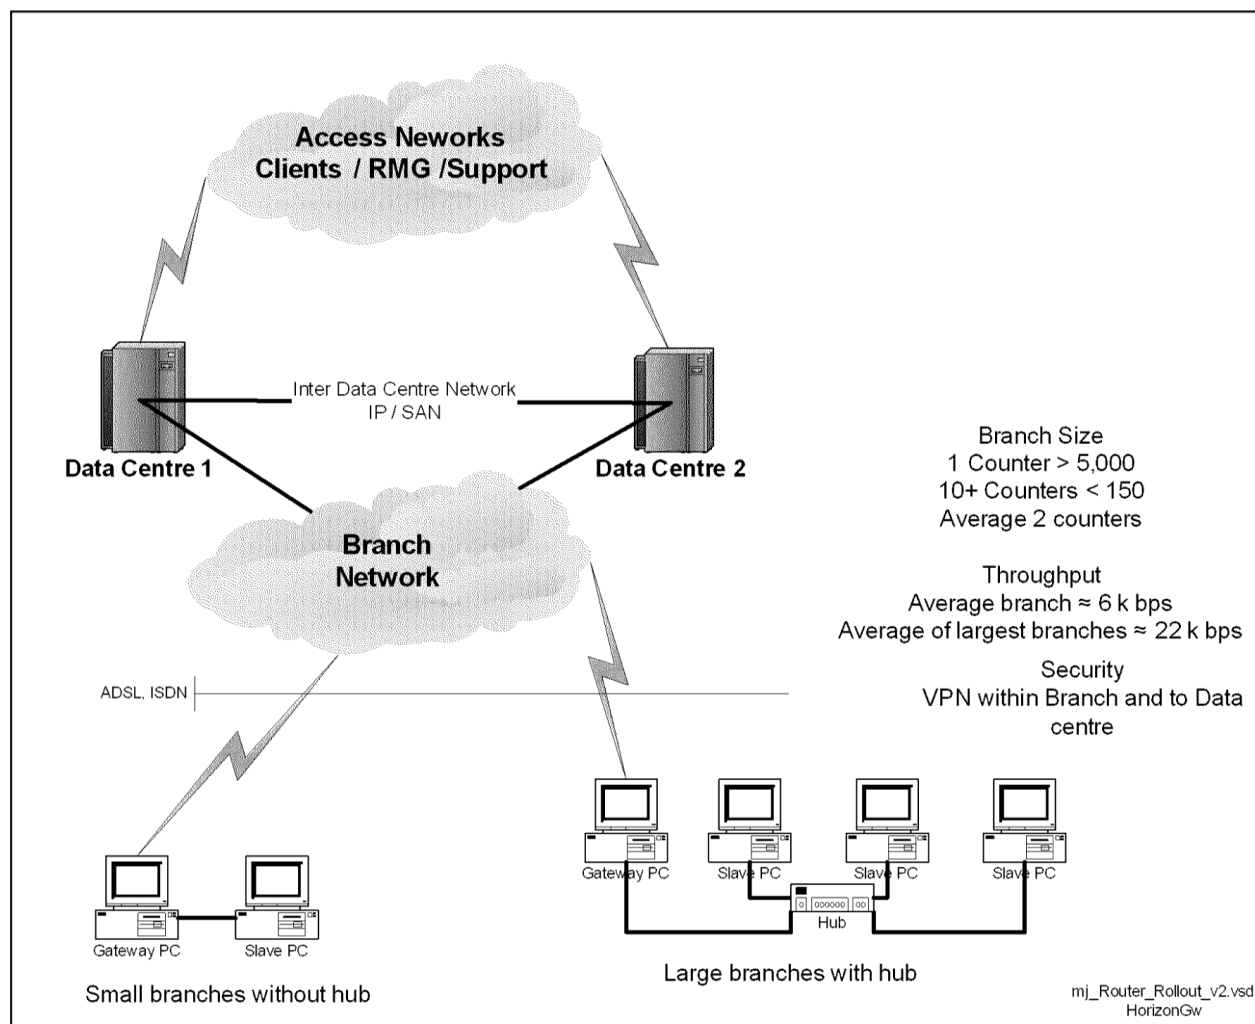 Access Neworks
Clients / RMG /Support
Inter Data Centre Network
IP / SAN
Data Centre 1
Data Centre 2
Branch Size
1 Counter > 5,000
10+ Counters < 150
Average 2 counters
Branch
Network
Throughput
Average branch ≈ 6 k bps
Average of largest branches ≈ 22 k bps
Security
VPN within Branch and to Data
centre
ADSL, ISDN
Gateway PC
Slave PC
Slave PC
Slave PC
Hub
Gateway PC
Slave PC
Large branches with hub
Small branches without hub
mj_Router_Rollout_v2.vsd
HorizonGw